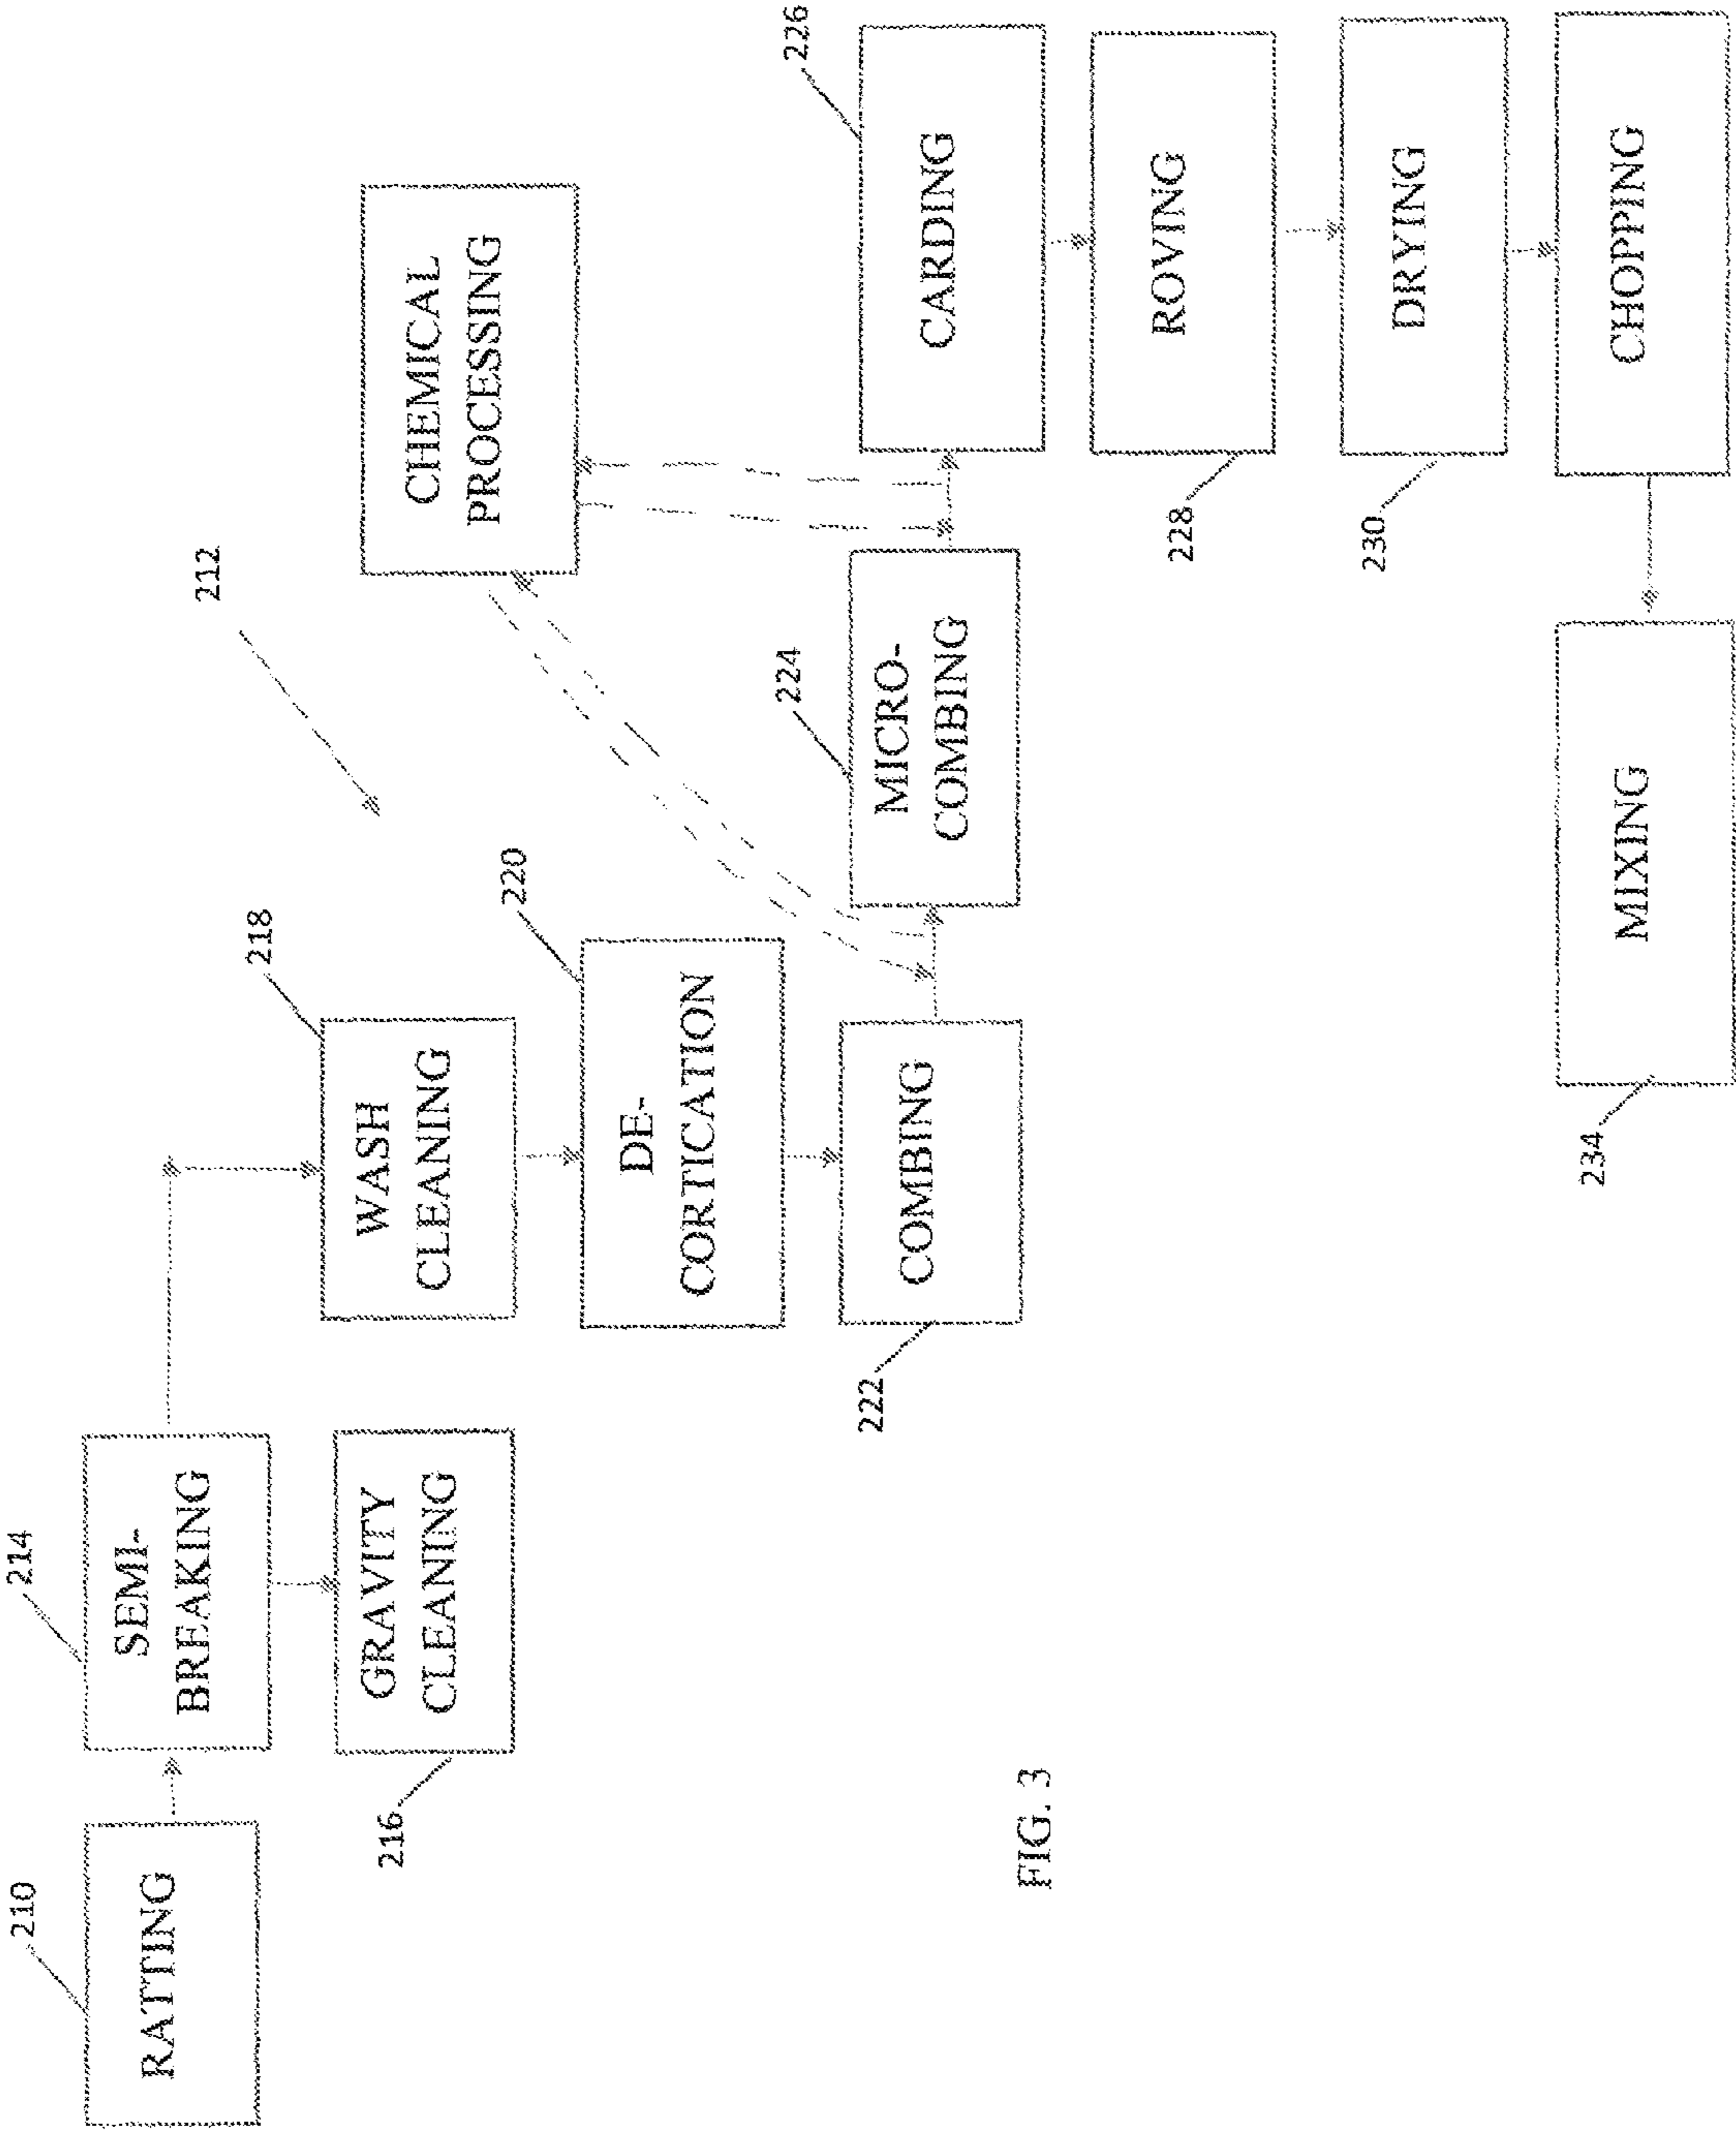 210
RATTING
214
SEMI-
BREAKING
216
GRAVITY
CLEANING
218
WASH
CLEANING
220
DE-
CORTICATION
222
COMBING
212
CHEMICAL
PROCESSING
224
MICRO-
COMBING
226
CARDING
228
ROVING
230
DRYING
CHOPPING
234
MIXING
FIG. 3